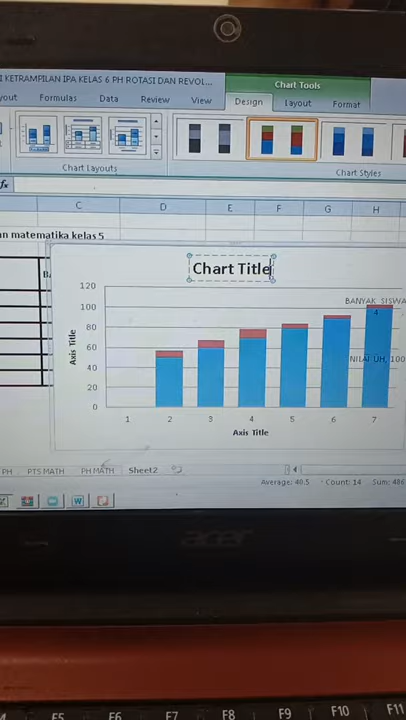 KETRAMPILAN IPA KELAS 6 PH ROTASI DAN REVOL...
Chart Tools
Formulas
Data
Review
View
Design
Layout
Format
Chart Layouts
Chart Styles
C
D
E
F
G
H
matematika kelas 5
Chart Title
120
100
80
60
40
20
0
Axis Title
BANYAK SISWA
4
NILAI UH, 100
1
2
3
4
5
6
7
Axis Title
PH
PTS MATH
PH MATH
Sheet2
Average: 40.5
Count: 14
Sum: 486
acer
F5
F6
F7
F8
F9
F10
F11